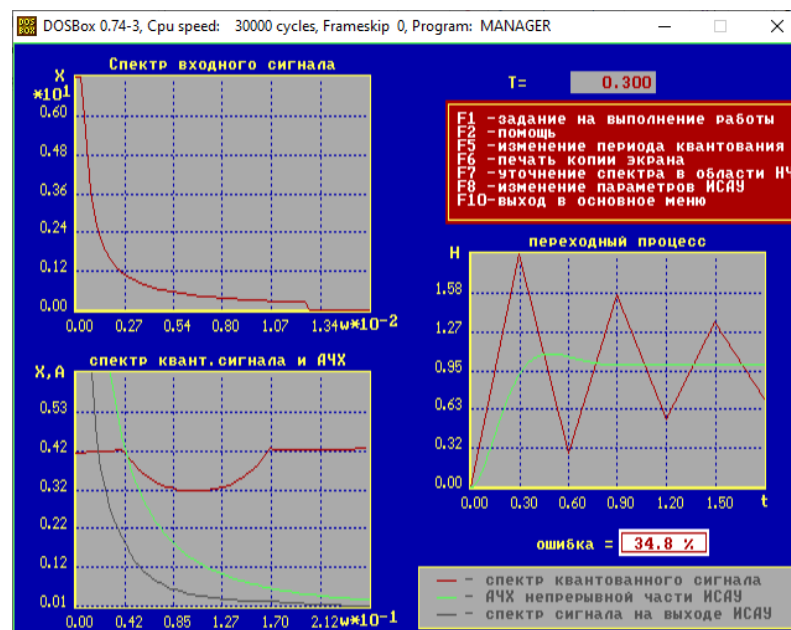 DOSBox 0.74-3, Cpu speed: 30000 cycles, Frameskip 0, Program: MANAGER
Спектр входного сигнала
X
*10¹
0.60
0.48
0.36
0.24
0.12
0.00
0.00 0.27 0.54 0.80 1.07 1.34 w*10⁻²
T= 0.300
F1 -задание на выполнение работы
F2 -помощь
F5 -изменение периода квантования
F6 -печать копии экрана
F7 -уточнение спектра в области НЧ
F8 -изменение параметров ИСАУ
F10-выход в основное меню
спектр квант.сигнала и АЧХ
X,A
0.53
0.42
0.32
0.22
0.12
0.01
0.00 0.42 0.85 1.27 1.70 2.12 w*10⁻¹
переходный процесс
H
1.58
1.27
0.95
0.63
0.32
0.00
0.00 0.30 0.60 0.90 1.20 1.50 t
ошибка = 34.8 %
— - спектр квантованного сигнала
— - АЧХ непрерывной части ИСАУ
— - спектр сигнала на выходе ИСАУ